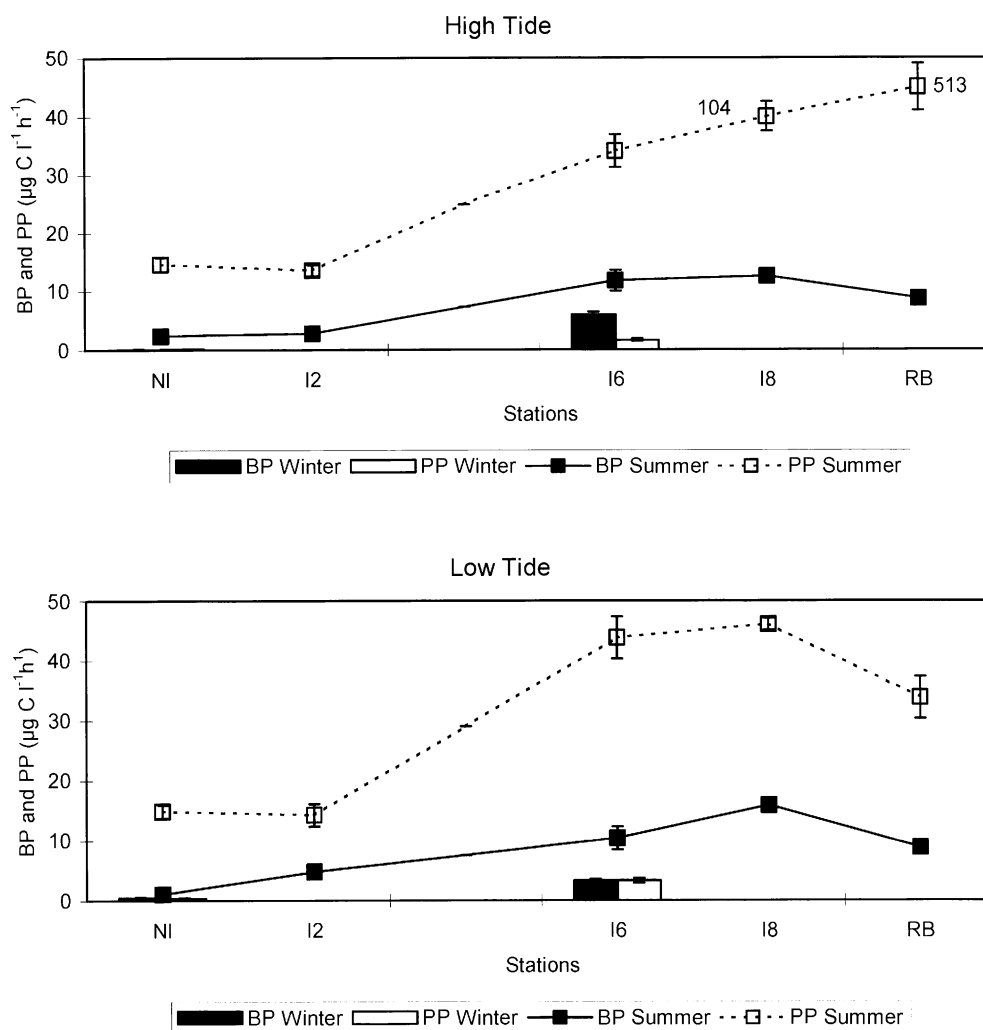 High Tide
BP and PP (µg C l⁻¹ h⁻¹)
50
40
30
20
10
0
104
513
NI I2 I6 I8 RB
Stations
BP Winter PP Winter BP Summer PP Summer
Low Tide
BP and PP (µg C l⁻¹h¹)
50
40
30
20
10
0
NI I2 I6 I8 RB
Stations
BP Winter PP Winter BP Summer PP Summer